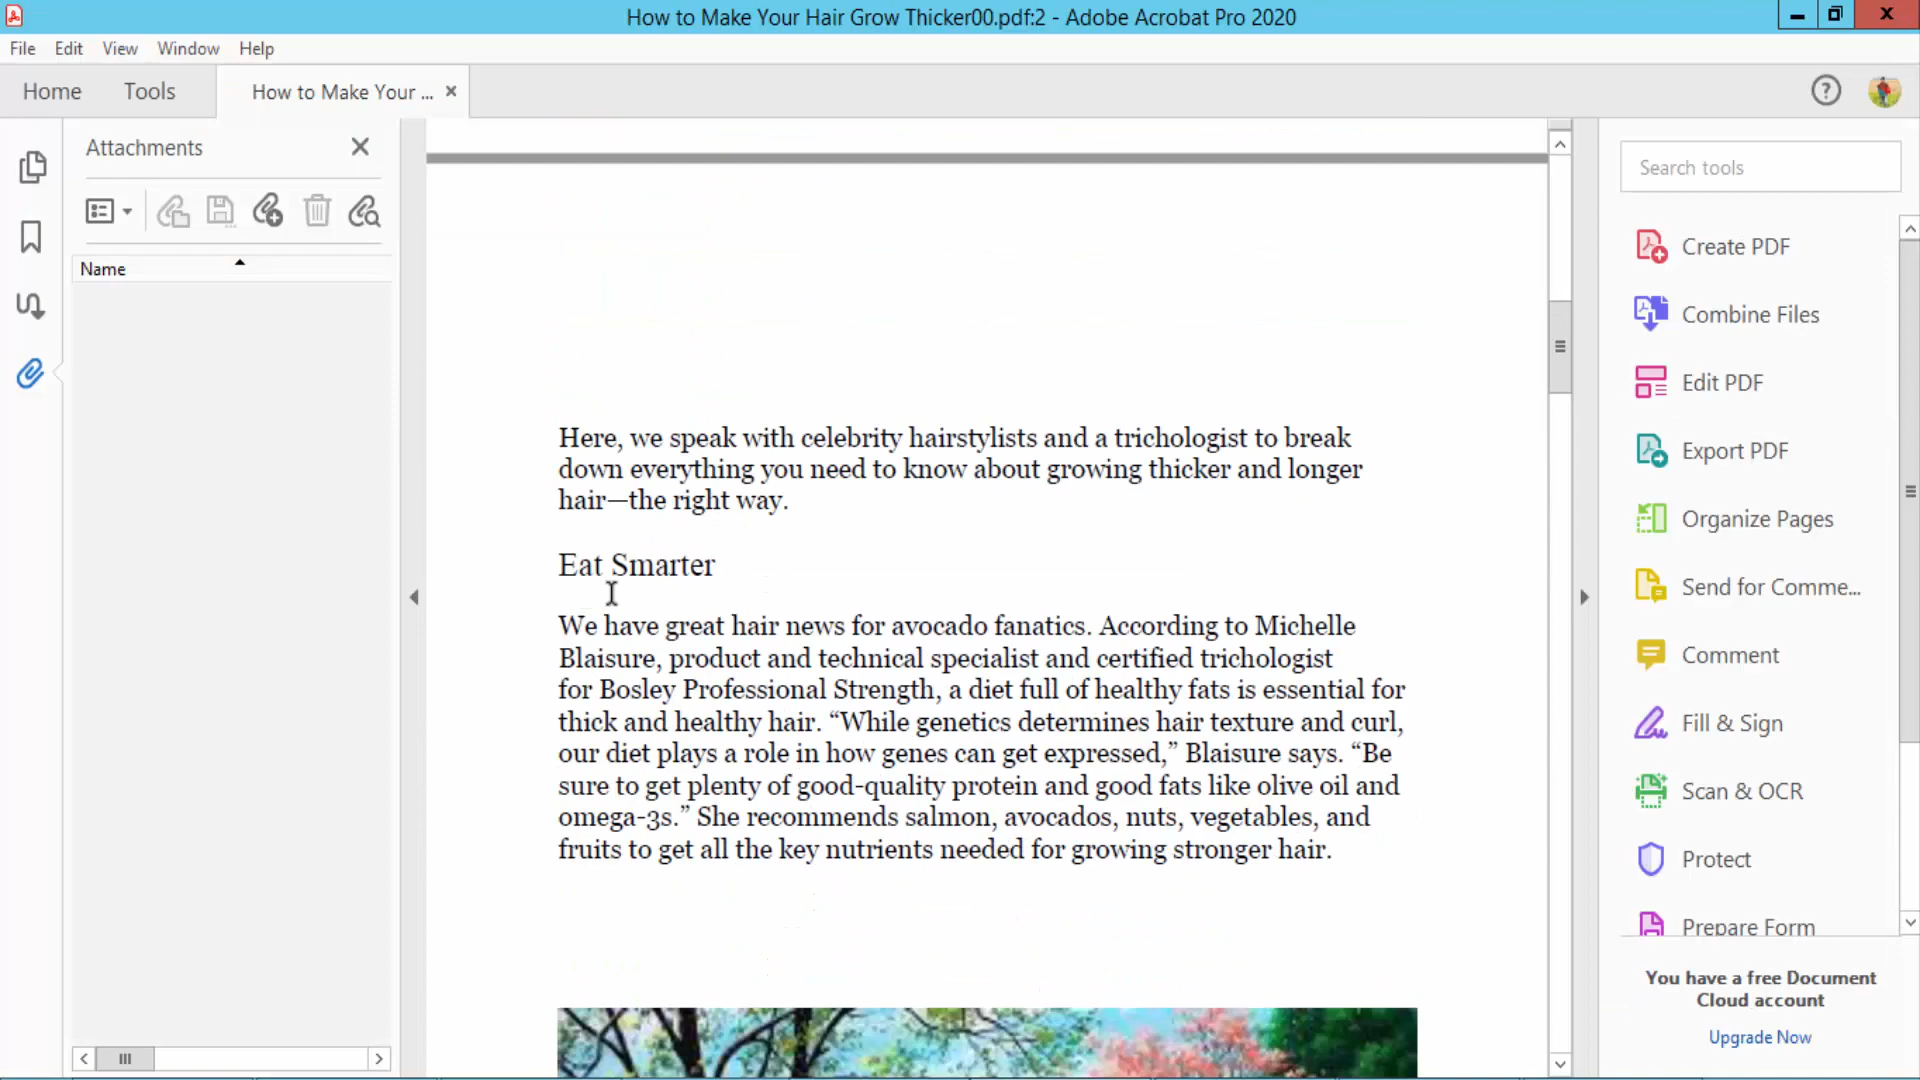 How to Make Your Hair Grow Thicker00.pdf:2 - Adobe Acrobat Pro 2020
File Edit View Window Help
Home Tools How to Make Your ...
Attachments
Name
Here, we speak with celebrity hairstylists and a trichologist to break
down everything you need to know about growing thicker and longer
hair—the right way.
Eat Smarter
We have great hair news for avocado fanatics. According to Michelle
Blaisure, product and technical specialist and certified trichologist
for Bosley Professional Strength, a diet full of healthy fats is essential for
thick and healthy hair. “While genetics determines hair texture and curl,
our diet plays a role in how genes can get expressed,” Blaisure says. “Be
sure to get plenty of good-quality protein and good fats like olive oil and
omega-3s.” She recommends salmon, avocados, nuts, vegetables, and
fruits to get all the key nutrients needed for growing stronger hair.
Search tools
Create PDF
Combine Files
Edit PDF
Export PDF
Organize Pages
Send for Comme...
Comment
Fill & Sign
Scan & OCR
Protect
Prepare Form
You have a free Document
Cloud account
Upgrade Now